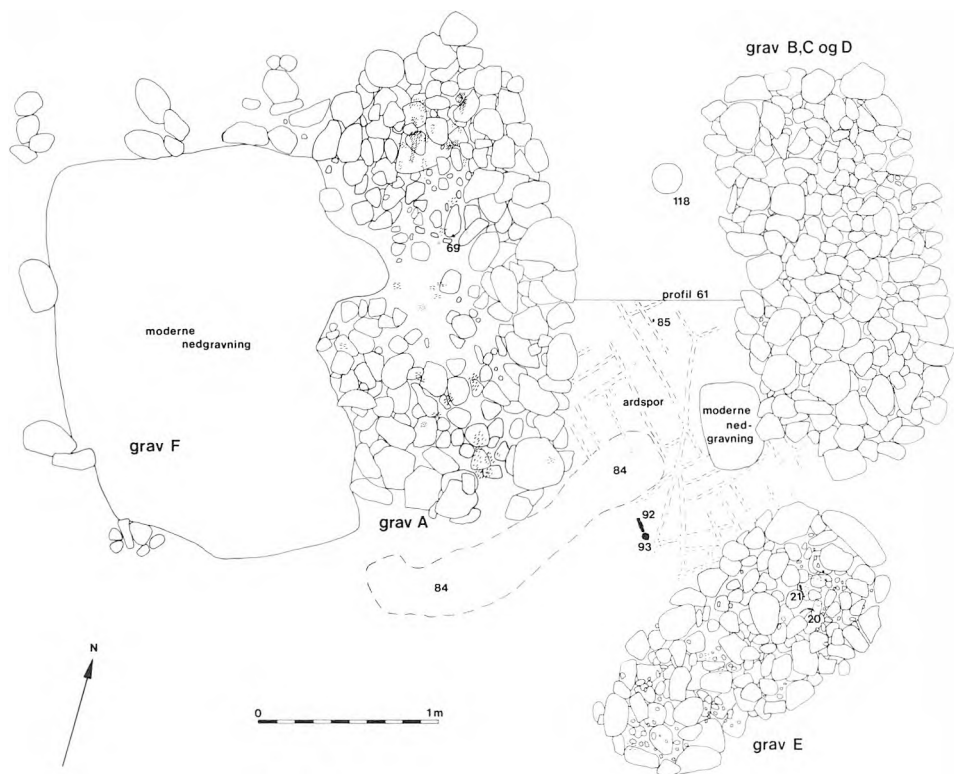 grav B,C og D
118
69
profil 61
85
moderne
nedgravning
ardspor
moderne
ned-
gravning
grav F
84
grav A
92
93
84
21
20
N
0 1m
grav E